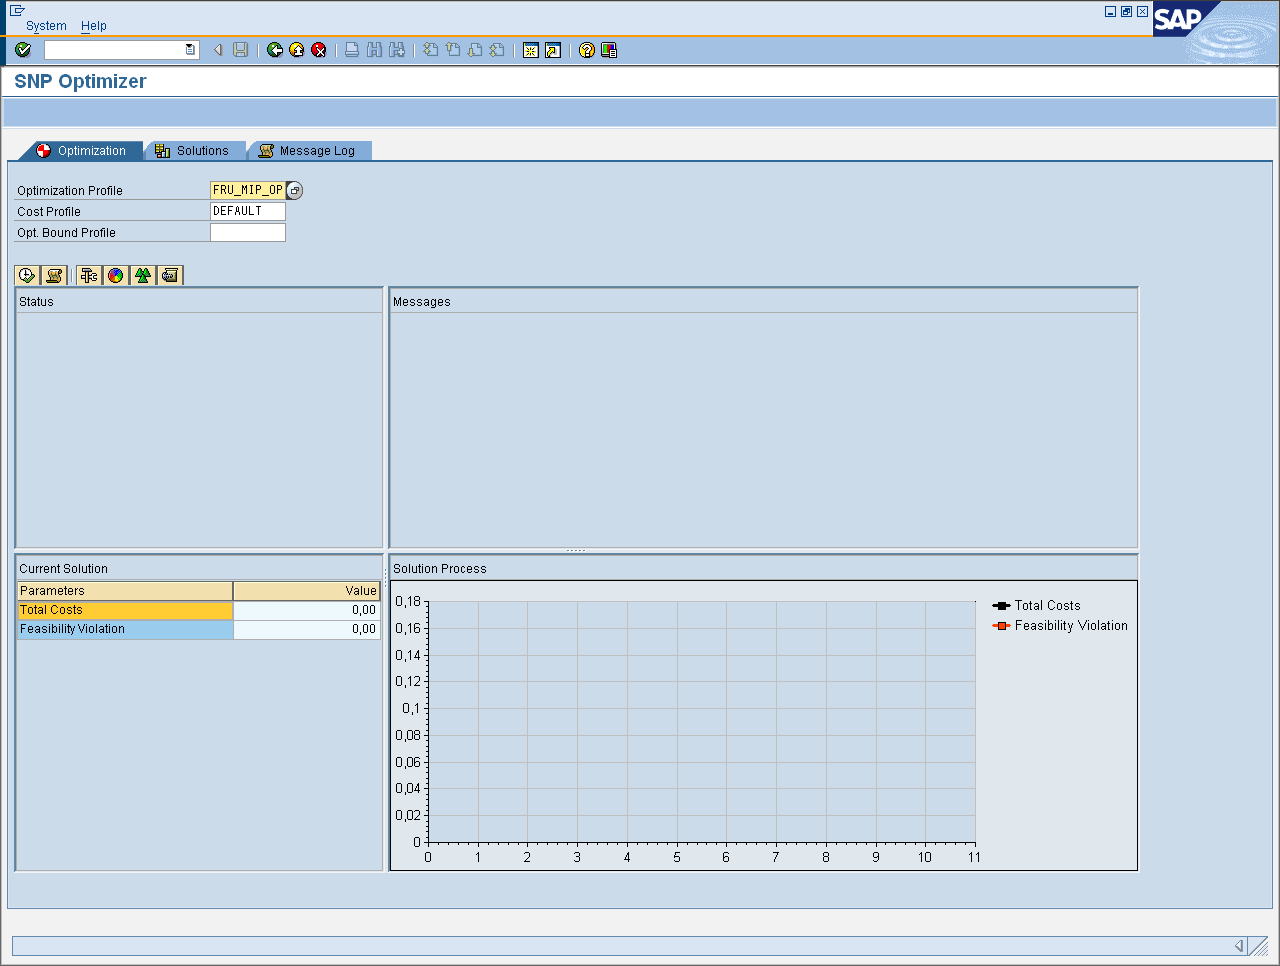 System Help
SAP
SNP Optimizer
Optimization Solutions Message Log
Optimization Profile FRU_MIP_OP
Cost Profile DEFAULT
Opt. Bound Profile
Status
Messages
Current Solution
Parameters Value
Total Costs 0,00
Feasibility Violation 0,00
Solution Process
0,18
0,16
0,14
0,12
0,1
0,08
0,06
0,04
0,02
0
0 1 2 3 4 5 6 7 8 9 10 11
Total Costs
Feasibility Violation